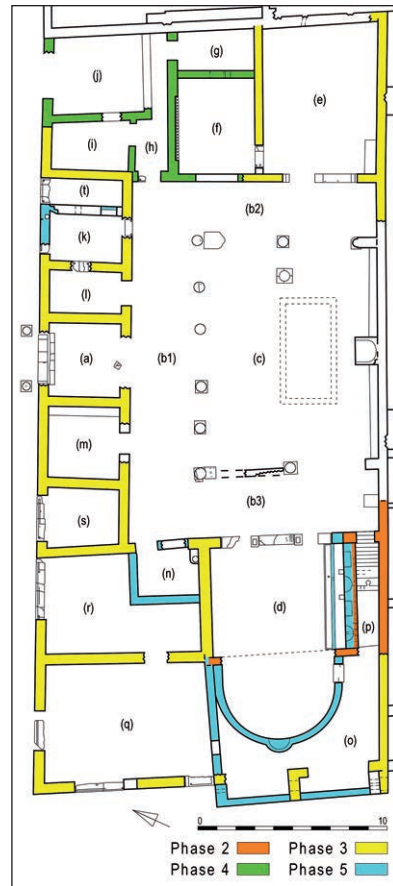 (g)
(j)
(e)
(f)
(i)
(h)
(t)
(b2)
(k)
(l)
(a)
(b1)
(c)
(m)
(b3)
(s)
(n)
(d)
(r)
(p)
(q)
(o)
0 10
Phase 2 Phase 3
Phase 4 Phase 5